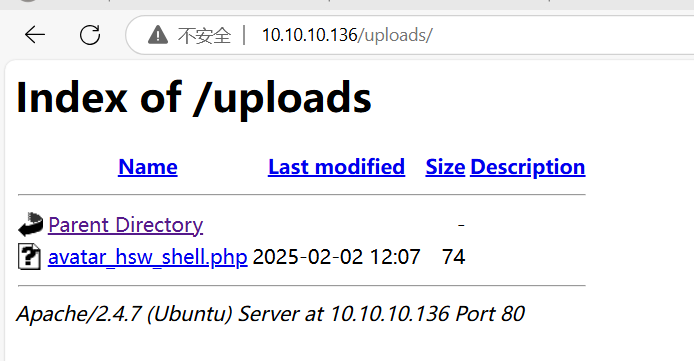 不安全 | 10.10.10.136/uploads/
Index of /uploads
Name Last modified Size Description
Parent Directory -
avatar_hsw_shell.php 2025-02-02 12:07 74
Apache/2.4.7 (Ubuntu) Server at 10.10.10.136 Port 80